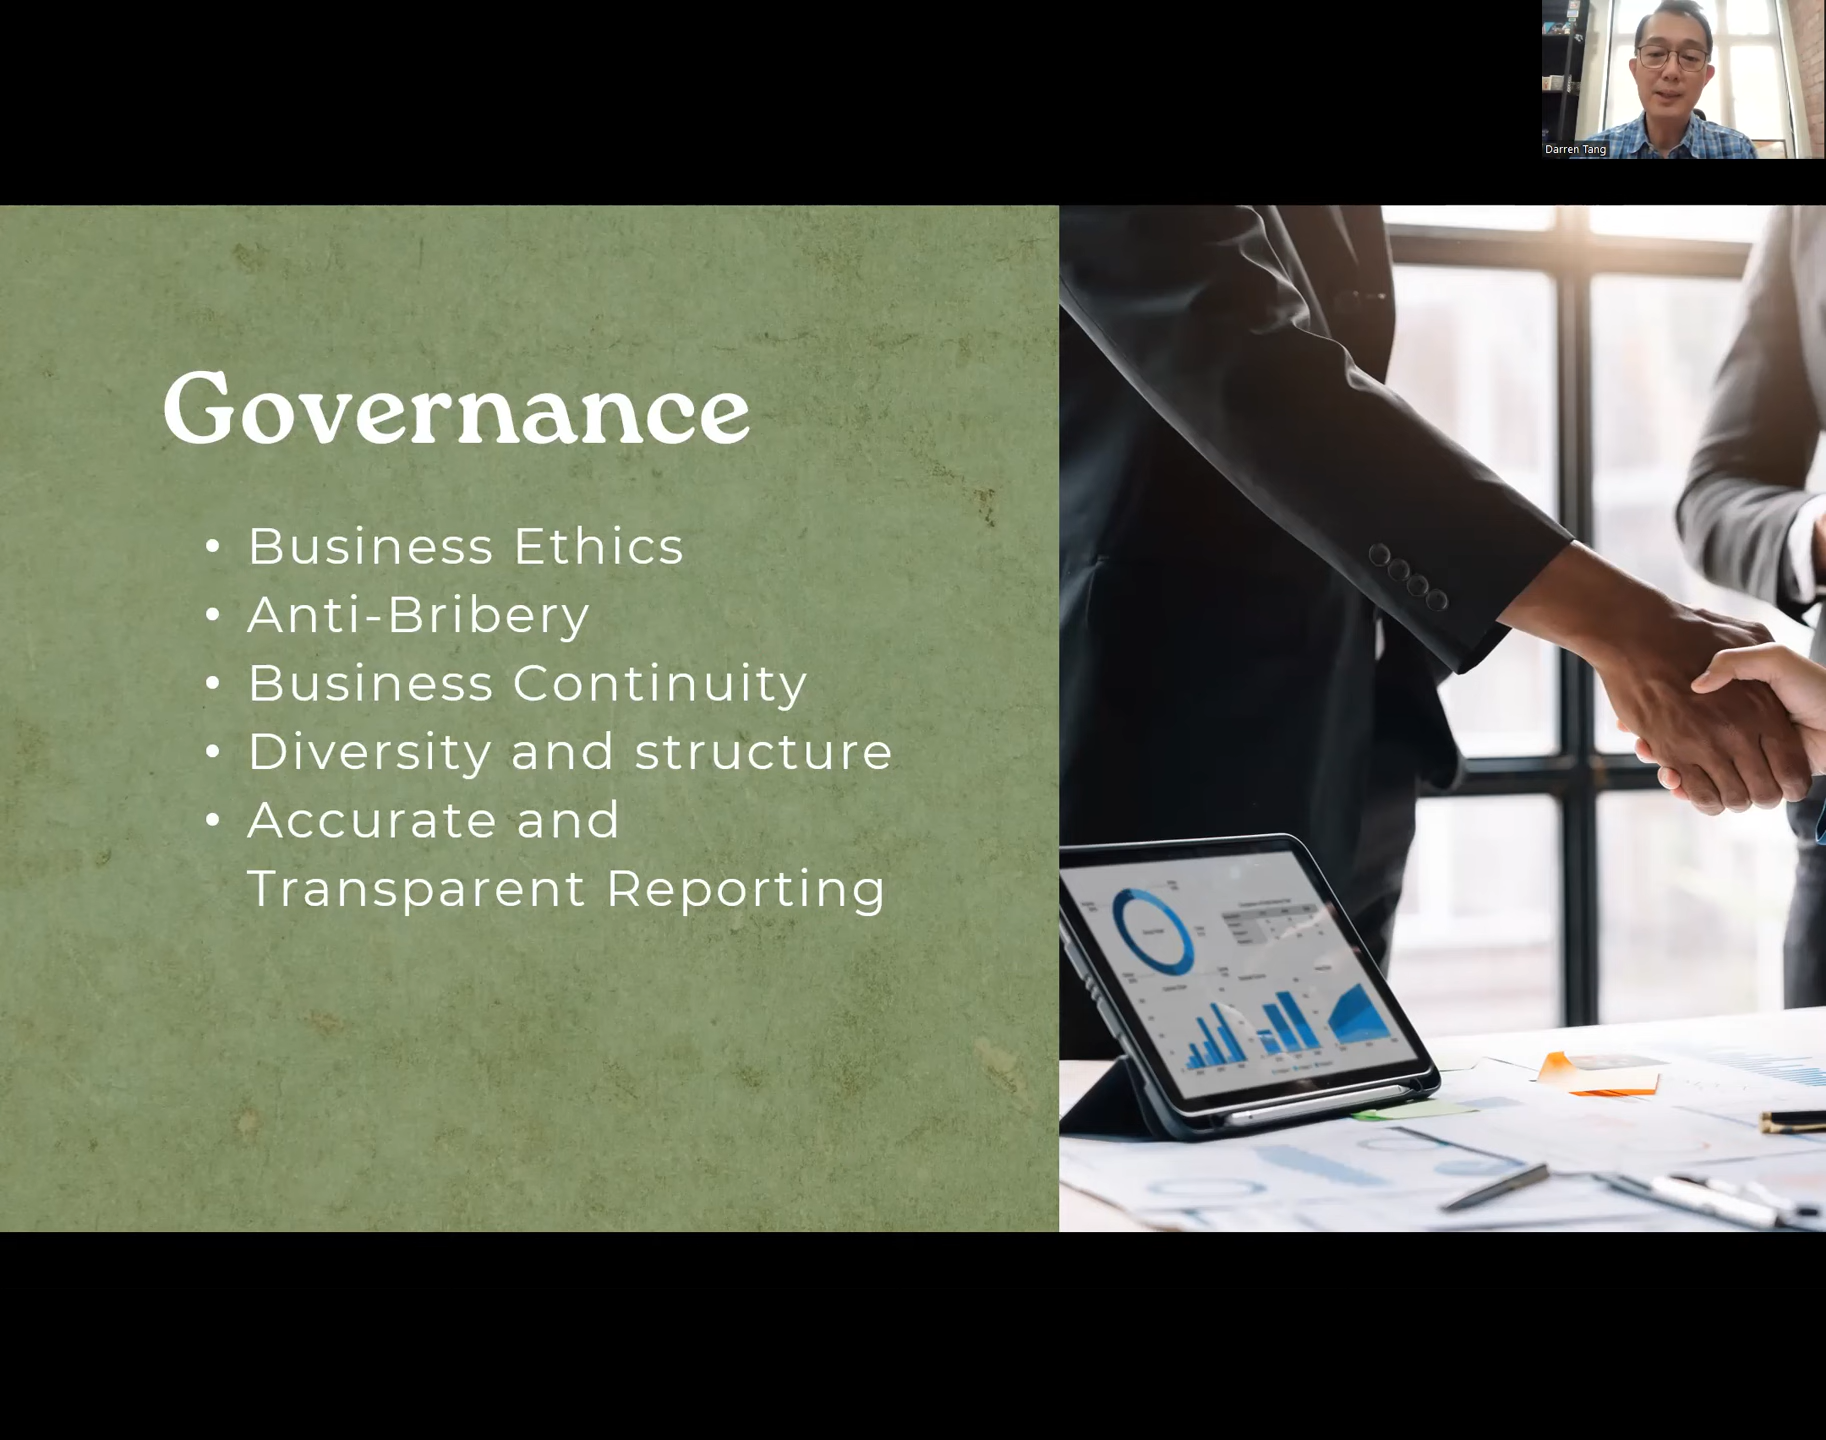 Darren Tang
Governance
• Business Ethics
• Anti-Bribery
• Business Continuity
• Diversity and structure
• Accurate and
Transparent Reporting